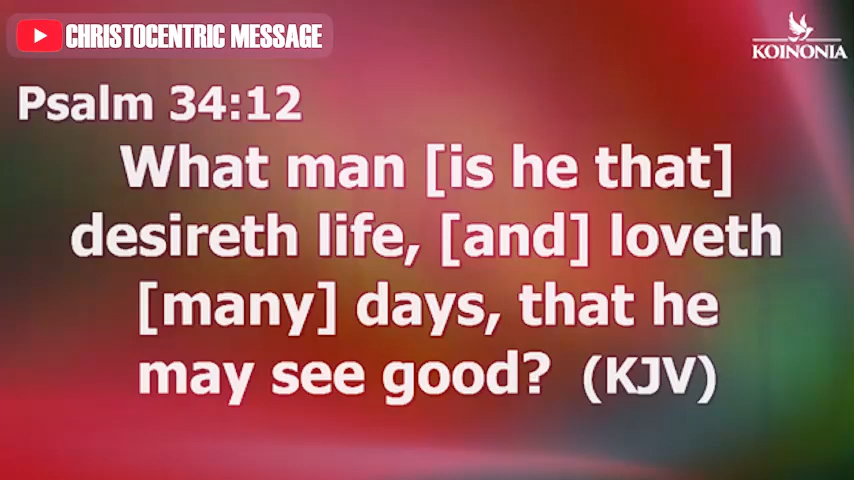 CHRISTOCENTRIC MESSAGE
KOINONIA
Psalm 34:12
What man [is he that]
desireth life, [and] loveth
[many] days, that he
may see good? (KJV)